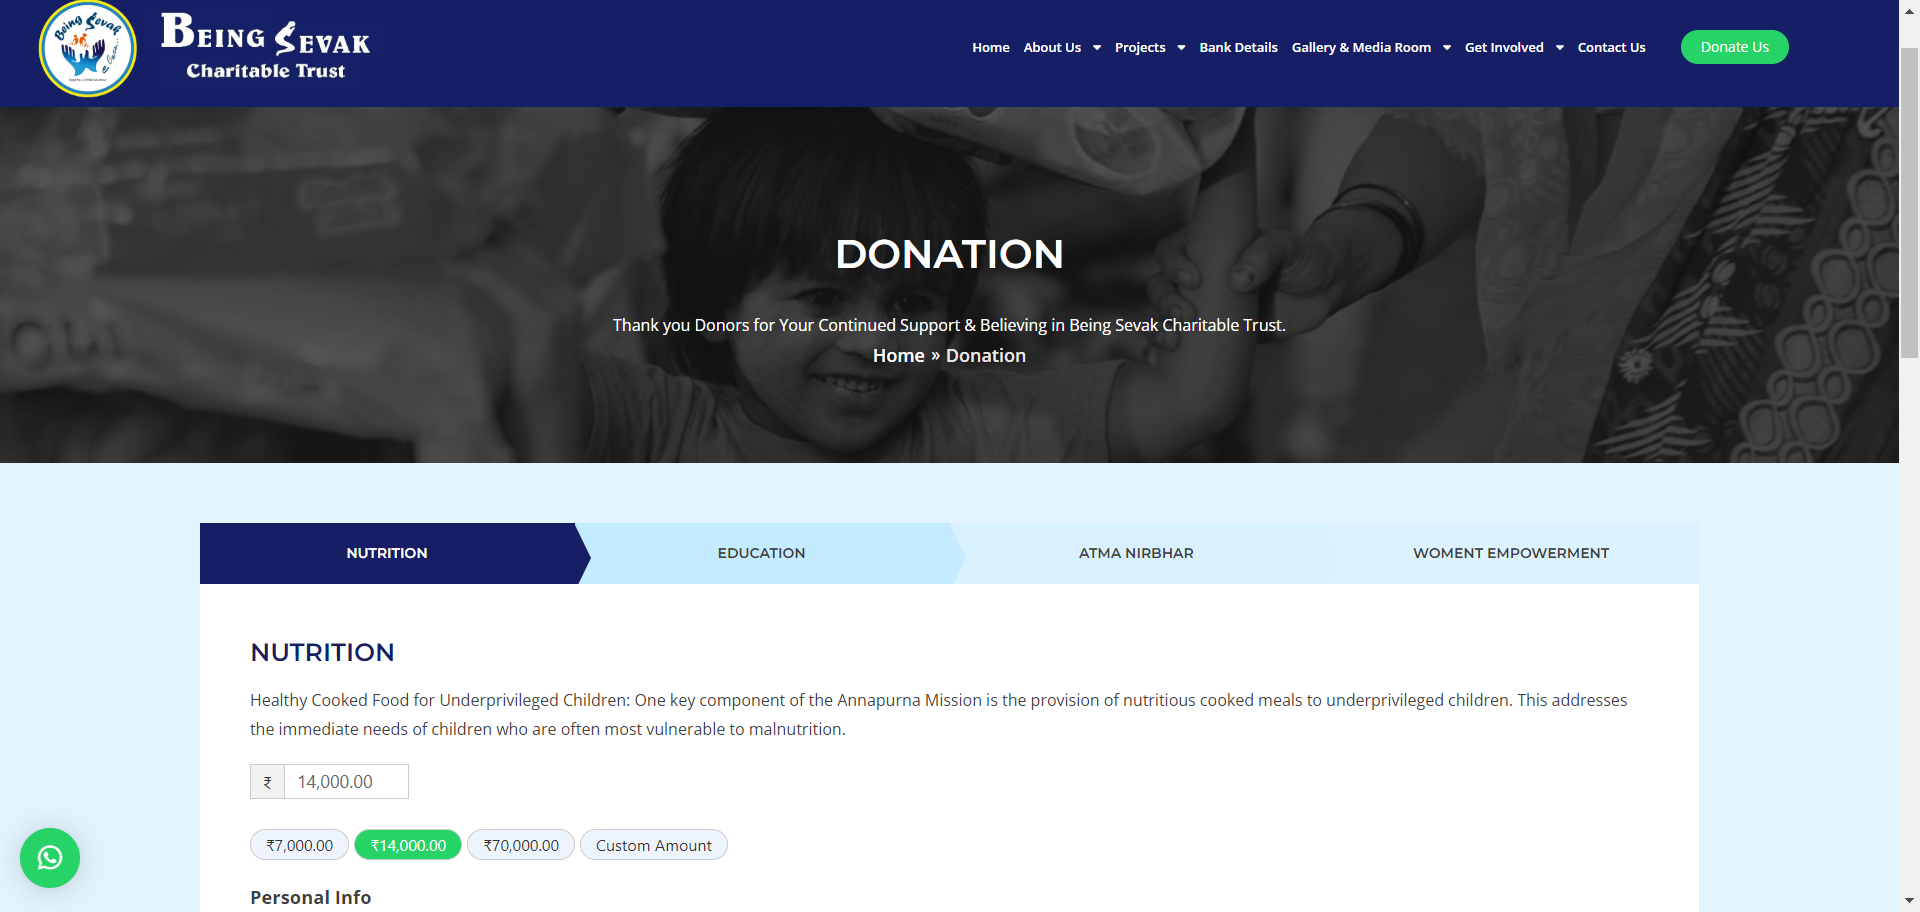 Being Sevak
BEING SEVAK
Charitable Trust
Home About Us Projects Bank Details Gallery & Media Room Get Involved Contact Us Donate Us
DONATION
Thank you Donors for Your Continued Support & Believing in Being Sevak Charitable Trust.
Home » Donation
NUTRITION EDUCATION ATMA NIRBHAR WOMENT EMPOWERMENT
NUTRITION
Healthy Cooked Food for Underprivileged Children: One key component of the Annapurna Mission is the provision of nutritious cooked meals to underprivileged children. This addresses
the immediate needs of children who are often most vulnerable to malnutrition.
₹ 14,000.00
₹7,000.00 ₹14,000.00 ₹70,000.00 Custom Amount
Personal Info